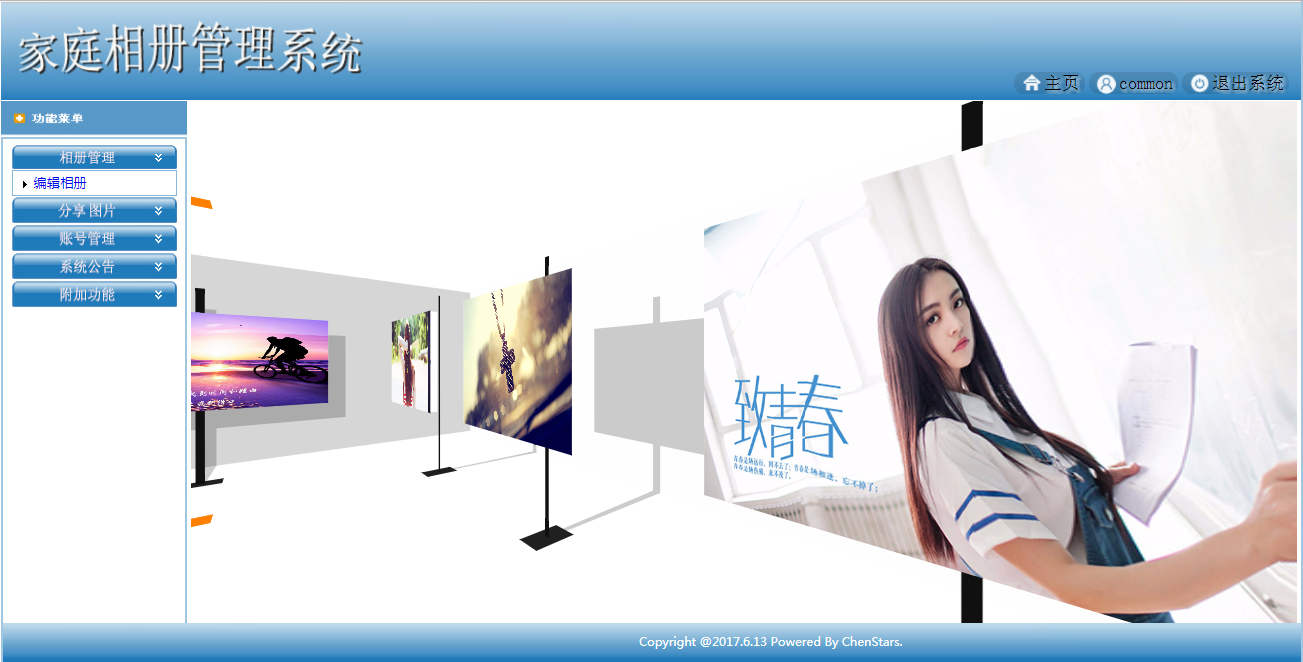 家庭相册管理系统
主页 common 退出系统
功能菜单
相册管理
编辑相册
分享图片
账号管理
系统公告
附加功能
致青春
Copyright @2017.6.13 Powered By ChenStars.